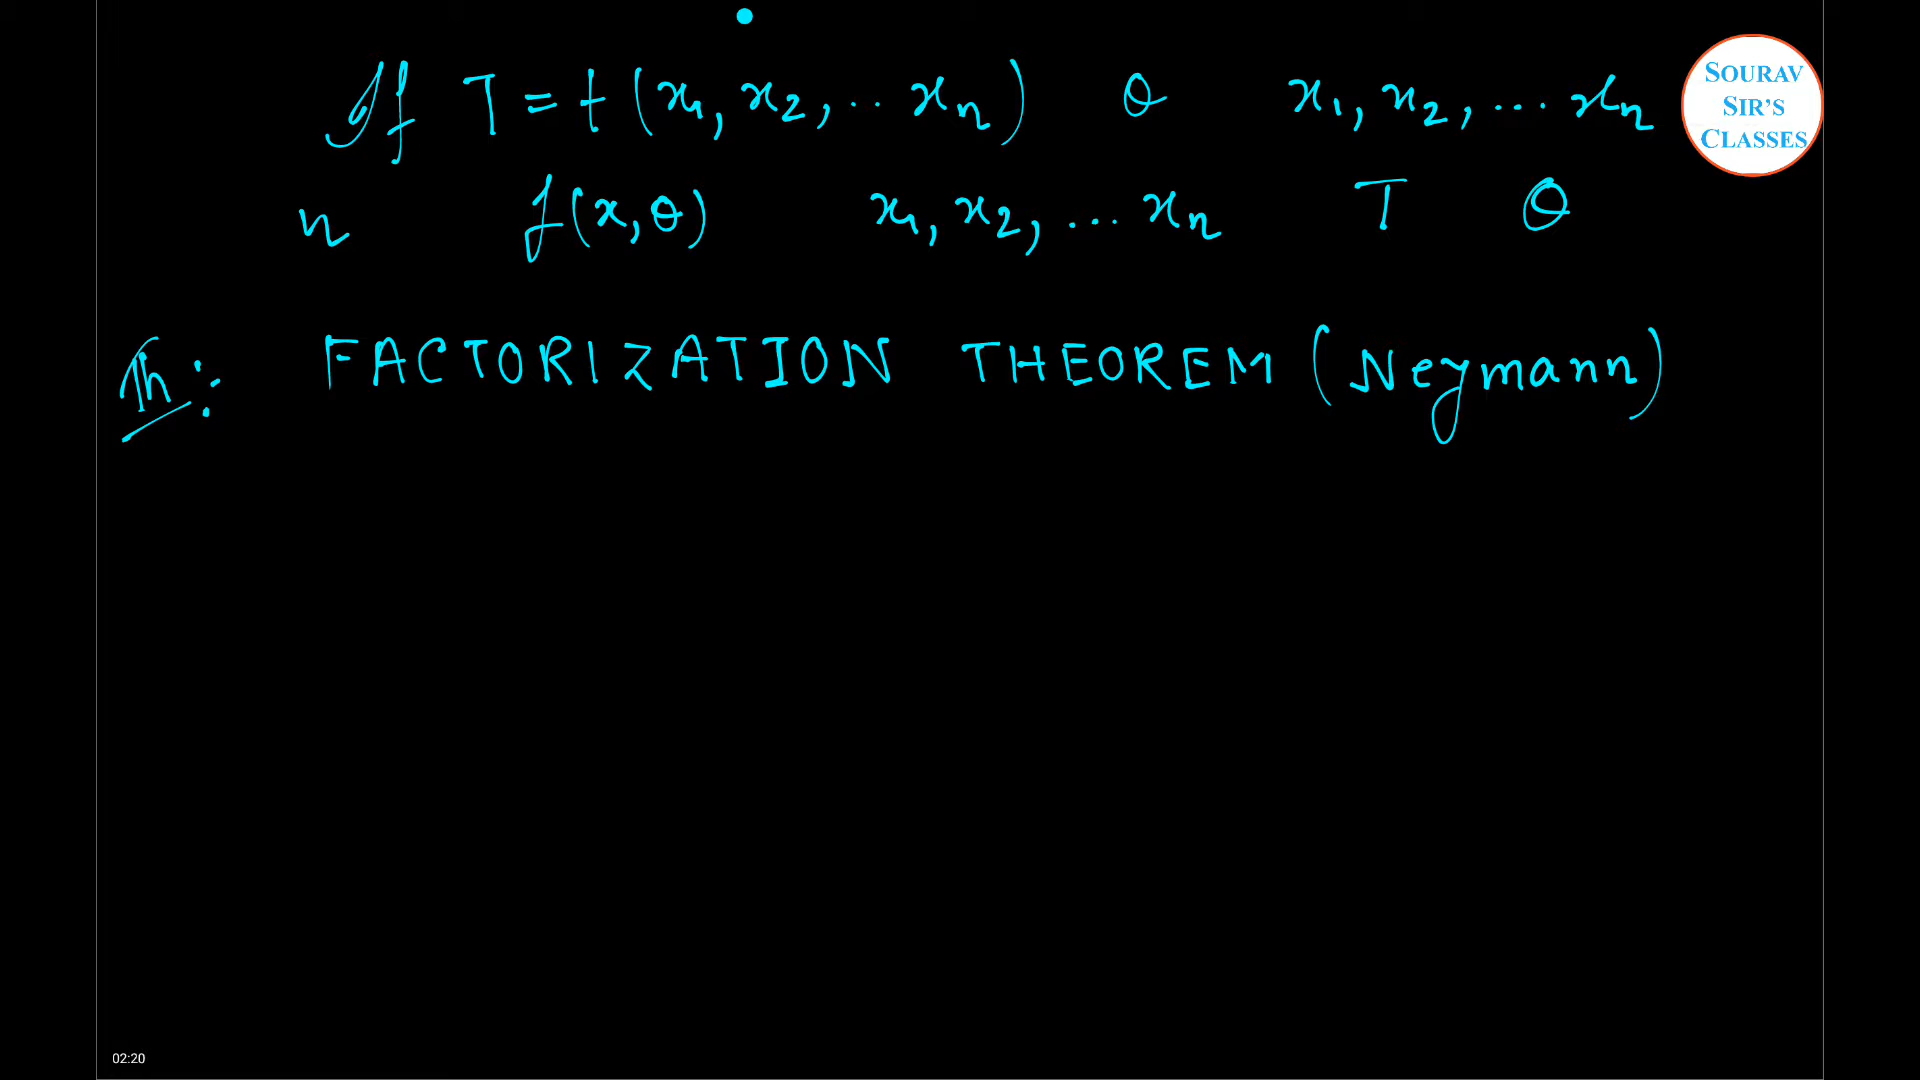 If T = t(x₁, x₂, .. xₙ) θ x₁, x₂, ... xₙ
n f(x, θ) x₁, x₂, ... xₙ T θ
Th: FACTORIZATION THEOREM (Neymann)
SOURAV
SIR'S
CLASSES
02:20